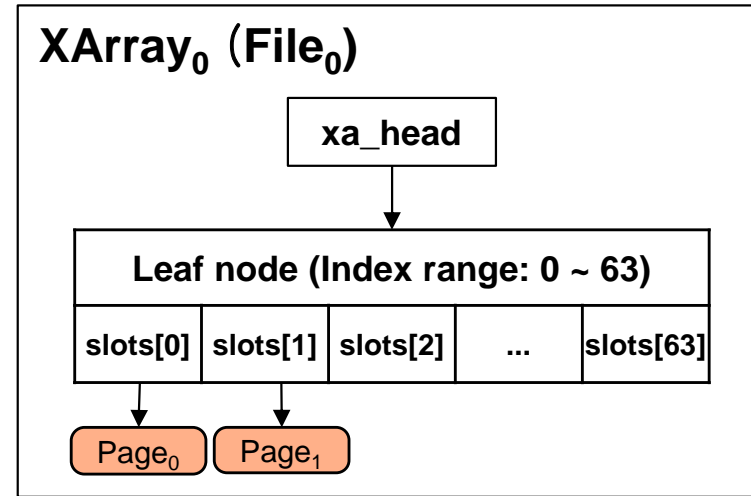 XArray₀ (File₀)
xa_head
Leaf node (Index range: 0 ~ 63)
slots[0] slots[1] slots[2] ... slots[63]
Page₀ Page₁